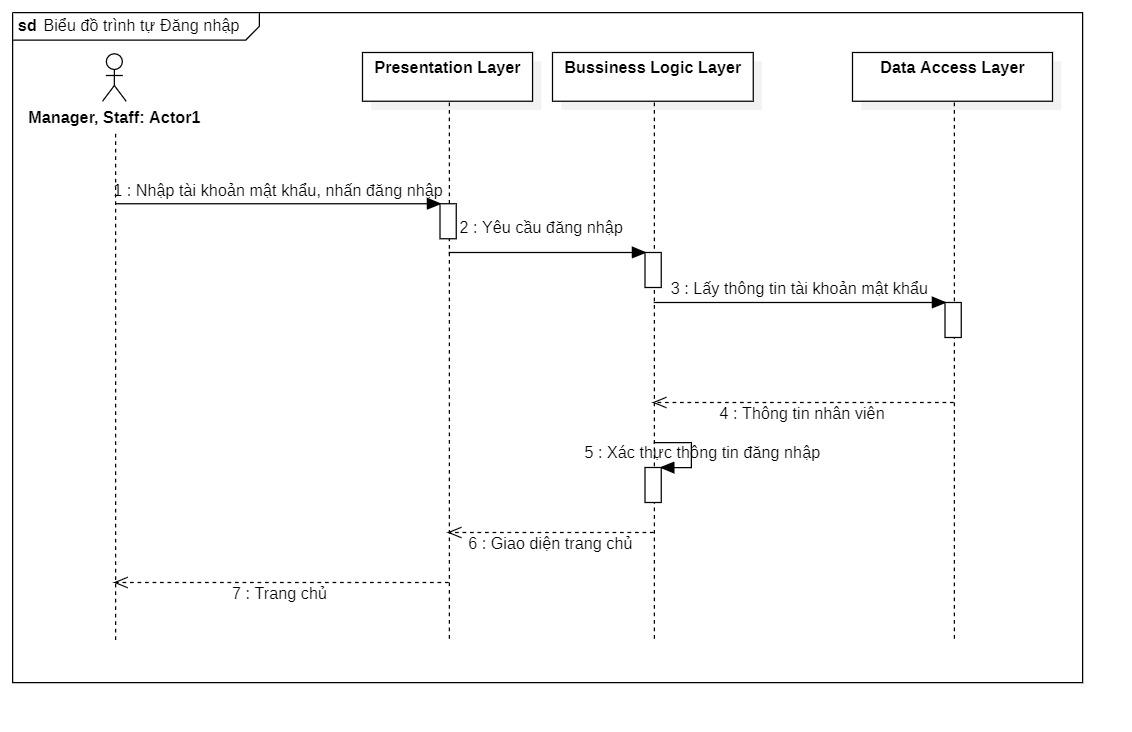 sd Biểu đồ trình tự Đăng nhập
Presentation Layer
Bussiness Logic Layer
Data Access Layer
Manager, Staff: Actor1
1 : Nhập tài khoản mật khẩu, nhấn đăng nhập
2 : Yêu cầu đăng nhập
3 : Lấy thông tin tài khoản mật khẩu
4 : Thông tin nhân viên
5 : Xác thực thông tin đăng nhập
6 : Giao diện trang chủ
7 : Trang chủ